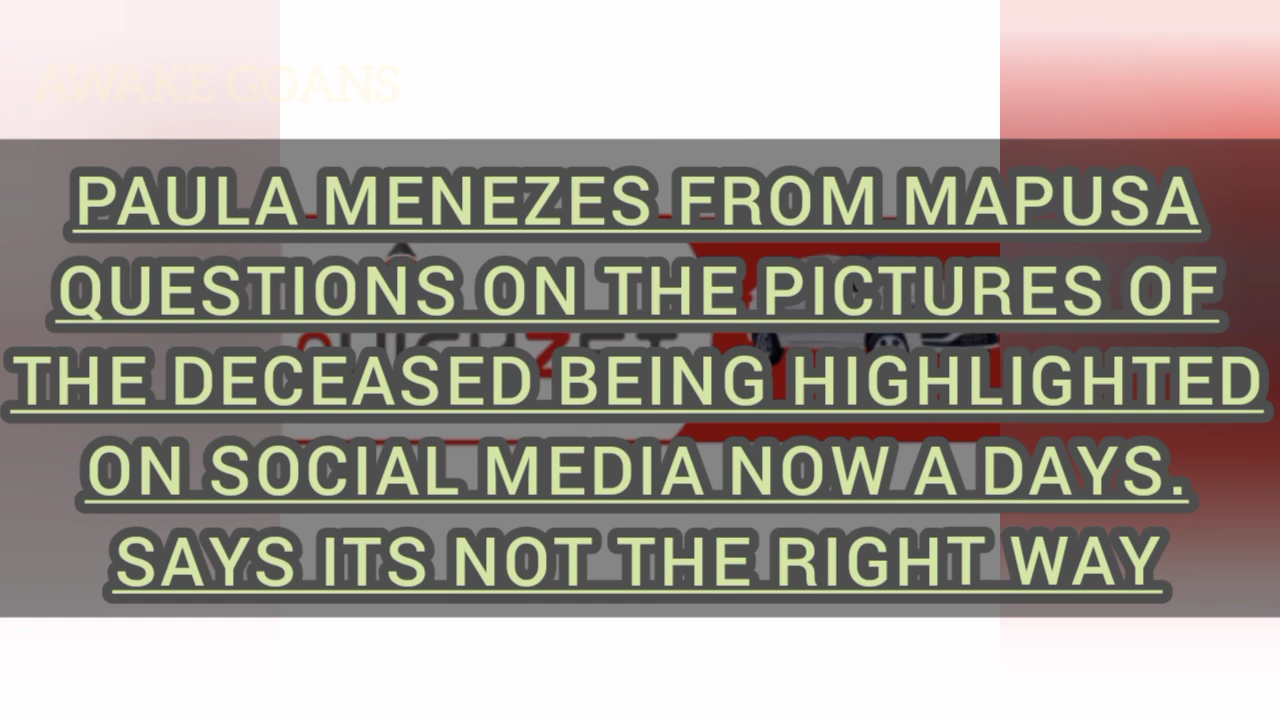 AWAKE GOANS
PAULA MENEZES FROM MAPUSA
QUESTIONS ON THE PICTURES OF
THE DECEASED BEING HIGHLIGHTED
ON SOCIAL MEDIA NOW A DAYS.
SAYS ITS NOT THE RIGHT WAY